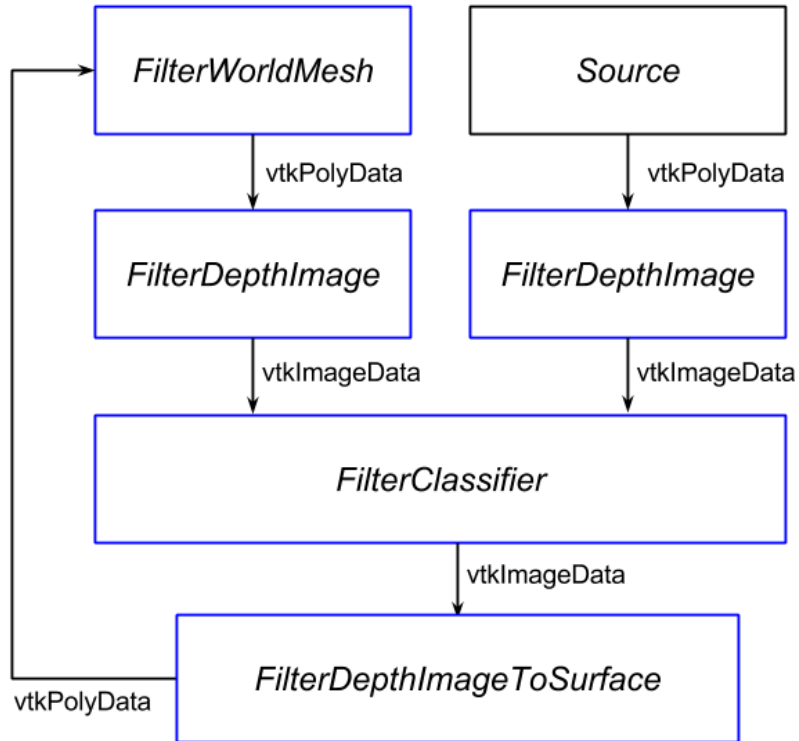 FilterWorldMesh
Source
vtkPolyData
vtkPolyData
FilterDepthImage
FilterDepthImage
vtkImageData
vtkImageData
FilterClassifier
vtkImageData
FilterDepthImageToSurface
vtkPolyData